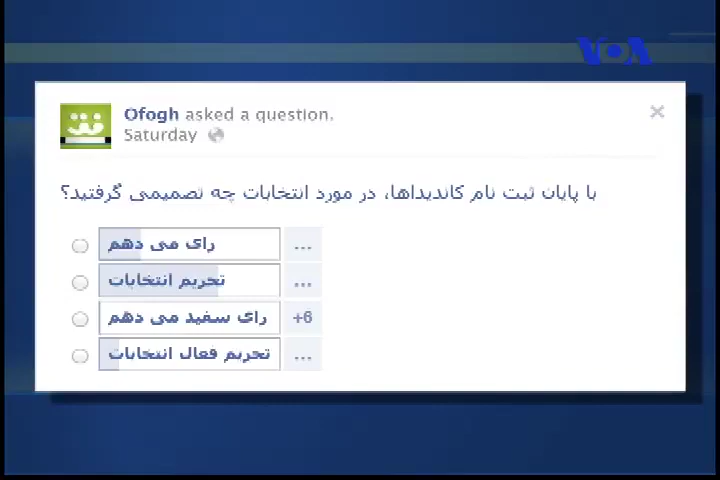 VOA
Ofogh asked a question.
Saturday
با پایان ثبت نام کاندیداها، در مورد انتخابات چه تصمیمی گرفتید؟
رای می دهم ...
تحریم انتخابات ...
رای سفید می دهم +6
تحریم فعال انتخابات ...